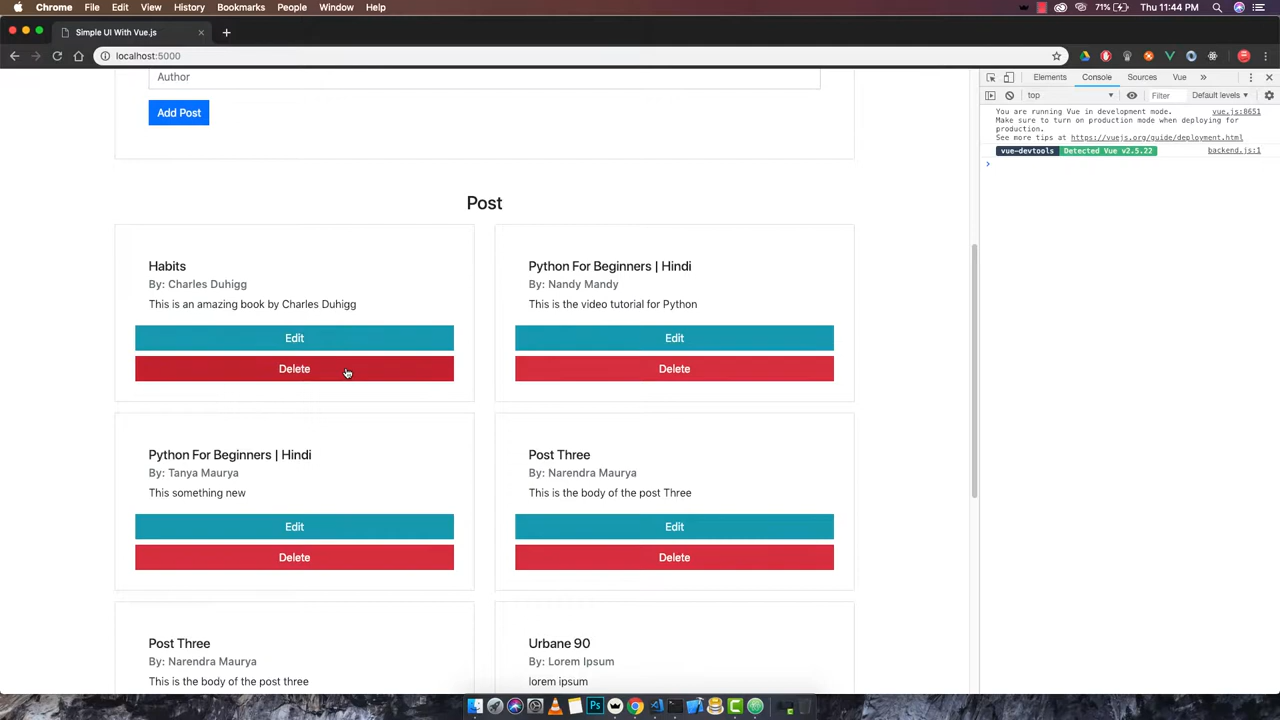 Chrome File Edit View History Bookmarks People Window Help 71% Thu 11:44 PM
Simple UI With Vue.js
localhost:5000
Elements Console Sources Vue
top Filter Default levels
You are running Vue in development mode. vue.js:8651
Make sure to turn on production mode when deploying for
production.
See more tips at https://vuejs.org/guide/deployment.html
vue-devtools Detected Vue v2.5.22 backend.js:1
Author
Add Post
Post
Habits
By: Charles Duhigg
This is an amazing book by Charles Duhigg
Edit
Delete
Python For Beginners | Hindi
By: Nandy Mandy
This is the video tutorial for Python
Edit
Delete
Python For Beginners | Hindi
By: Tanya Maurya
This something new
Edit
Delete
Post Three
By: Narendra Maurya
This is the body of the post Three
Edit
Delete
Post Three
By: Narendra Maurya
This is the body of the post three
Urbane 90
By: Lorem Ipsum
lorem ipsum
Ps